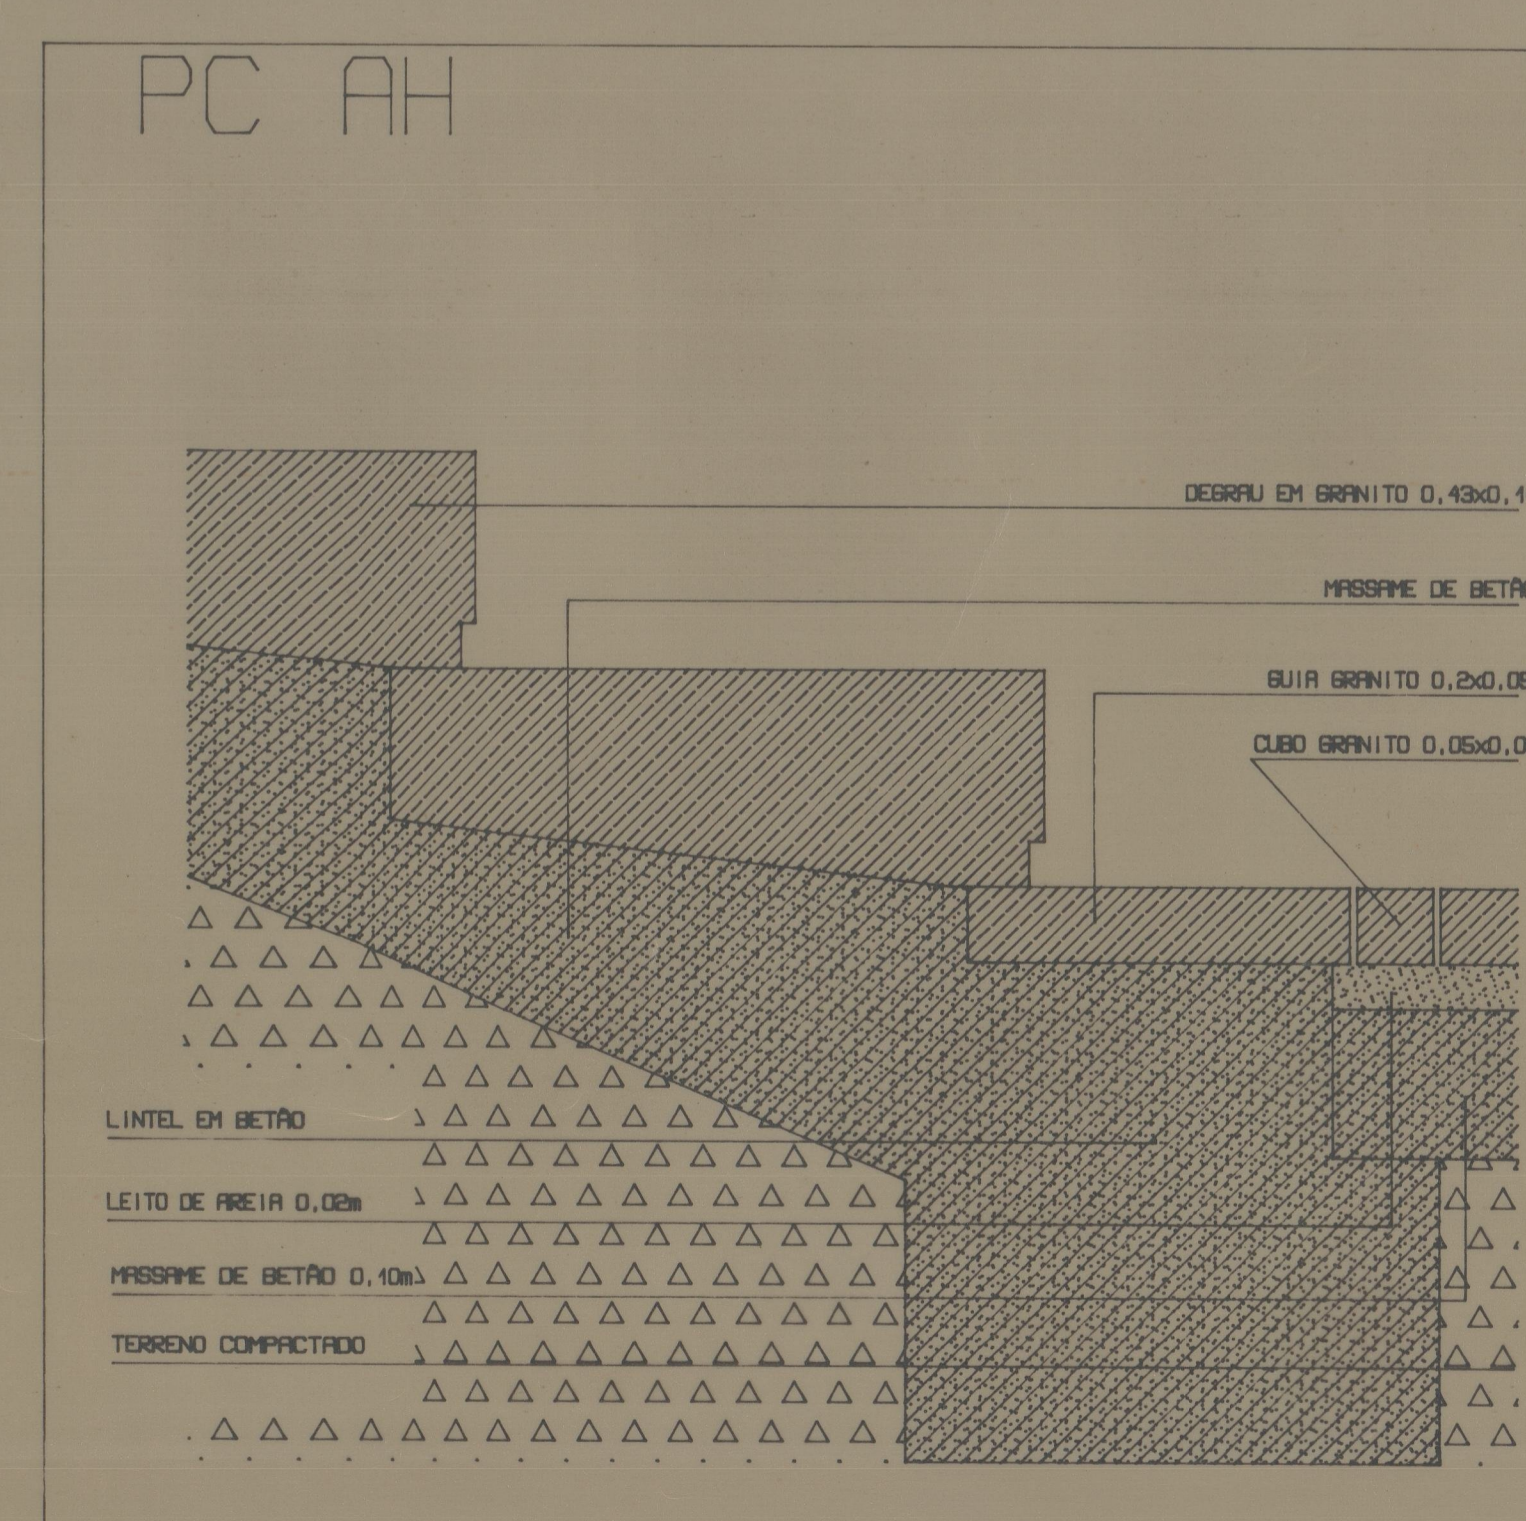 PC AH
DEGRAU EM GRANITO 0,43x0,1
MASSAME DE BETÃO
GUIA GRANITO 0,2x0,08
CUBO GRANITO 0,05x0,0
LINTEL EM BETÃO
LEITO DE AREIA 0,02m
MASSAME DE BETÃO 0,10m
TERRENO COMPACTADO